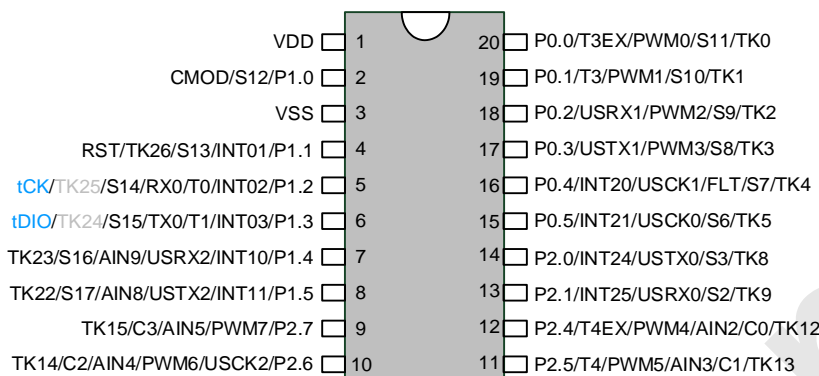 VDD 1 20 P0.0/T3EX/PWM0/S11/TK0
CMOD/S12/P1.0 2 19 P0.1/T3/PWM1/S10/TK1
VSS 3 18 P0.2/USRX1/PWM2/S9/TK2
RST/TK26/S13/INT01/P1.1 4 17 P0.3/USTX1/PWM3/S8/TK3
tCK/TK25/S14/RX0/T0/INT02/P1.2 5 16 P0.4/INT20/USCK1/FLT/S7/TK4
tDIO/TK24/S15/TX0/T1/INT03/P1.3 6 15 P0.5/INT21/USCK0/S6/TK5
TK23/S16/AIN9/USRX2/INT10/P1.4 7 14 P2.0/INT24/USTX0/S3/TK8
TK22/S17/AIN8/USTX2/INT11/P1.5 8 13 P2.1/INT25/USRX0/S2/TK9
TK15/C3/AIN5/PWM7/P2.7 9 12 P2.4/T4EX/PWM4/AIN2/C0/TK12
TK14/C2/AIN4/PWM6/USCK2/P2.6 10 11 P2.5/T4/PWM5/AIN3/C1/TK13